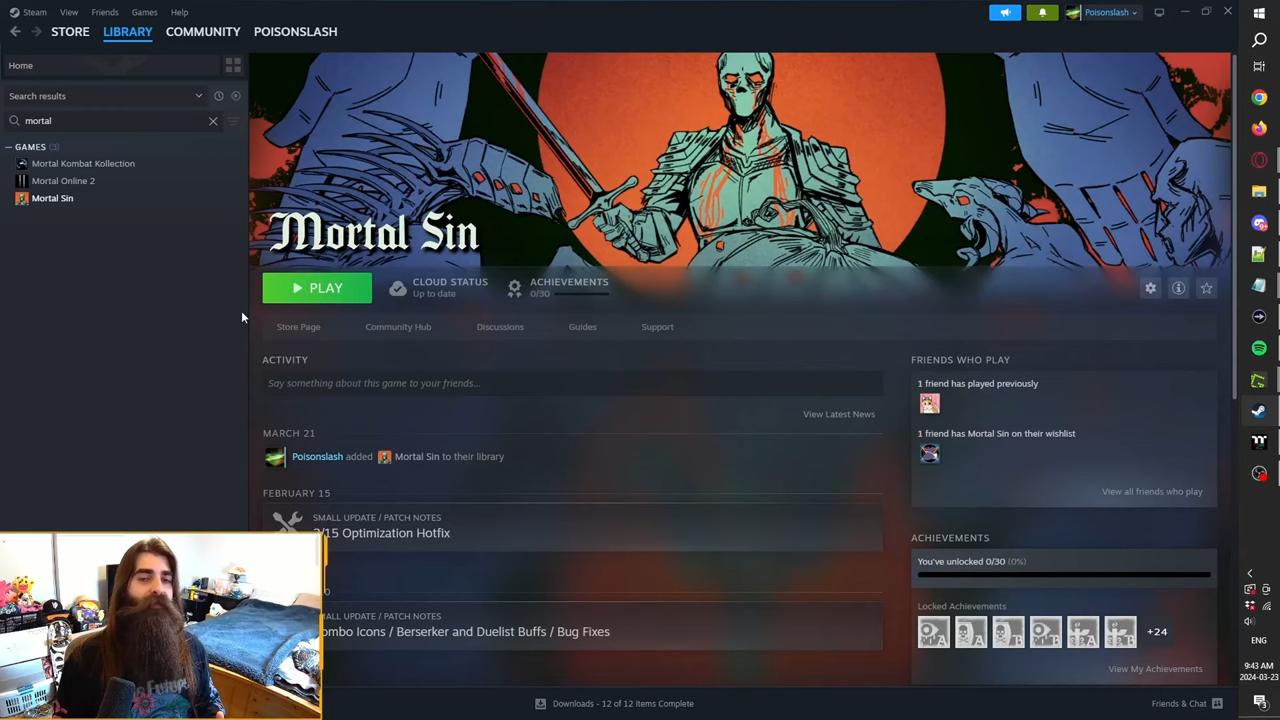 Steam View Friends Games Help
Poisonslash
STORE LIBRARY COMMUNITY POISONSLASH
Home
Search results
mortal
GAMES (3)
Mortal Kombat Kollection
Mortal Online 2
Mortal Sin
Mortal Sin
PLAY
CLOUD STATUS
Up to date
ACHIEVEMENTS
0/30
Store Page Community Hub Discussions Guides Support
ACTIVITY
Say something about this game to your friends...
View Latest News
MARCH 21
Poisonslash added Mortal Sin to their library
FEBRUARY 15
SMALL UPDATE / PATCH NOTES
2/15 Optimization Hotfix
0
ALL UPDATE / PATCH NOTES
ombo Icons / Berserker and Duelist Buffs / Bug Fixes
FRIENDS WHO PLAY
1 friend has played previously
1 friend has Mortal Sin on their wishlist
View all friends who play
ACHIEVEMENTS
You've unlocked 0/30 (0%)
Locked Achievements
A A B B A B +24
View My Achievements
Downloads - 12 of 12 Items Complete
Friends & Chat
ENG
9:43 AM
2024-03-23